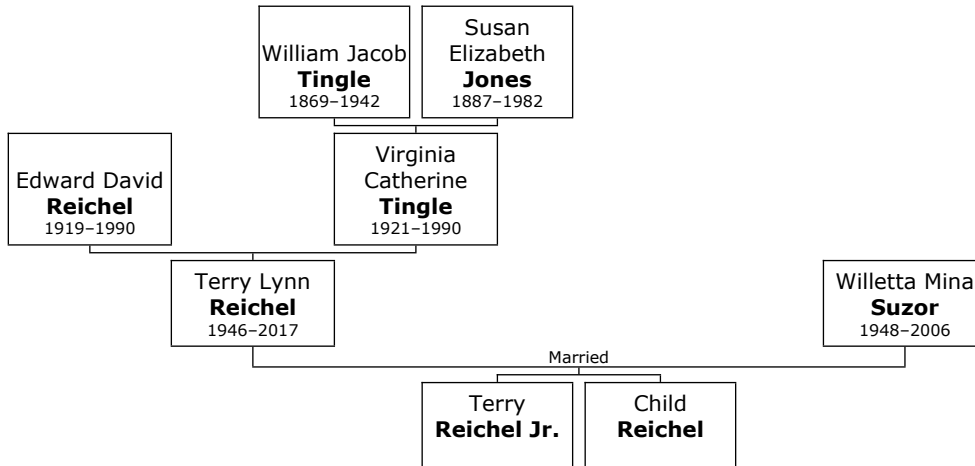 William Jacob
Tingle
1869–1942
Susan
Elizabeth
Jones
1887–1982
Edward David
Reichel
1919–1990
Virginia
Catherine
Tingle
1921–1990
Terry Lynn
Reichel
1946–2017
Willetta Mina
Suzor
1948–2006
Married
Terry
Reichel Jr.
Child
Reichel